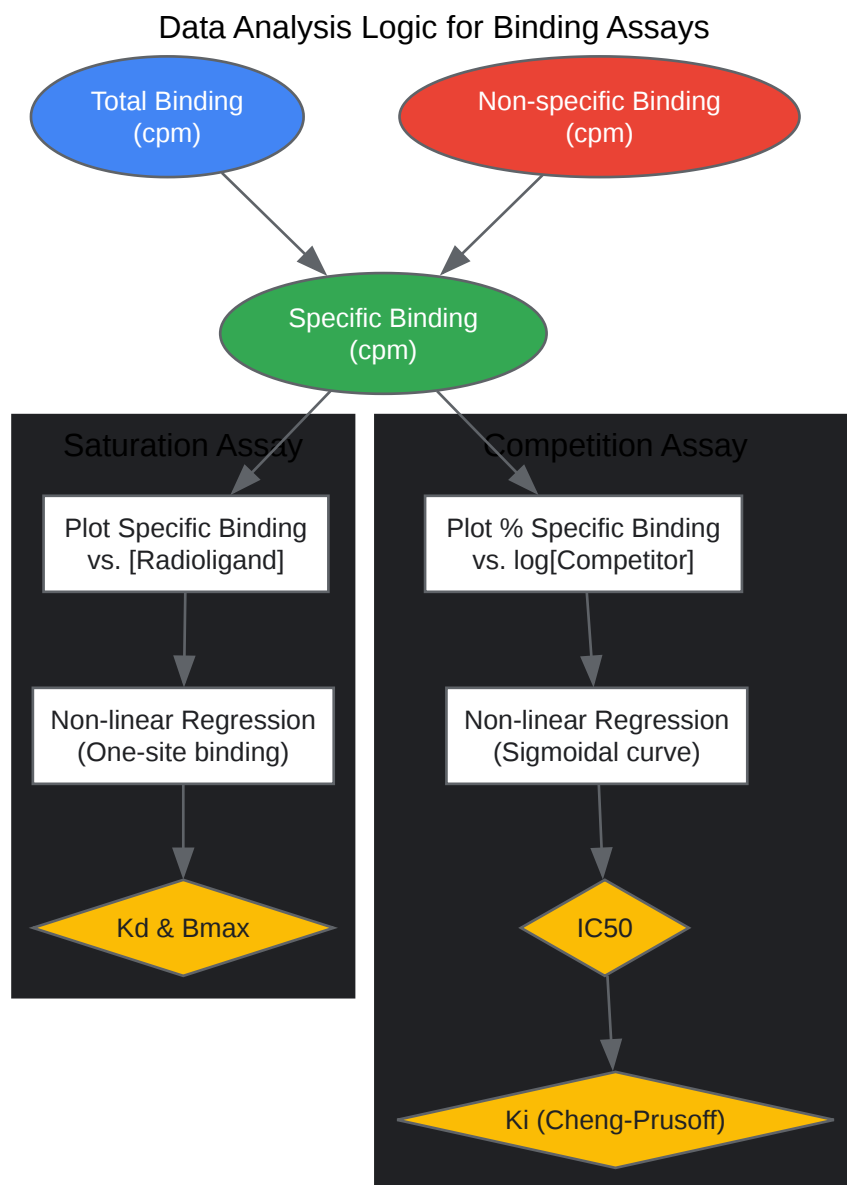 Data Analysis Logic for Binding Assays
Total Binding
(cpm)
Non-specific Binding
(cpm)
Specific Binding
(cpm)
Saturation Assay
Plot Specific Binding
vs. [Radioligand]
Non-linear Regression
(One-site binding)
Kd & Bmax
Competition Assay
Plot % Specific Binding
vs. log[Competitor]
Non-linear Regression
(Sigmoidal curve)
IC50
Ki (Cheng-Prusoff)